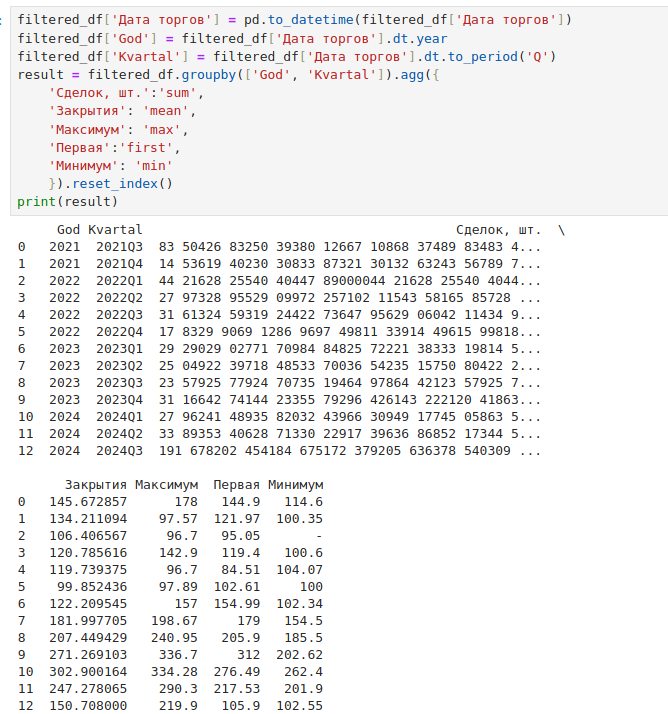 filtered_df['Дата торгов'] = pd.to_datetime(filtered_df['Дата торгов'])
filtered_df['God'] = filtered_df['Дата торгов'].dt.year
filtered_df['Kvartal'] = filtered_df['Дата торгов'].dt.to_period('Q')
result = filtered_df.groupby(['God', 'Kvartal']).agg({
    'Сделок, шт.':'sum',
    'Закрытия': 'mean',
    'Максимум': 'max',
    'Первая':'first',
    'Минимум': 'min'
    }).reset_index()
print(result)
     God Kvartal                                        Сделок, шт.  \
0   2021  2021Q3  83 50426 83250 39380 12667 10868 37489 83483 4...
1   2021  2021Q4  14 53619 40230 30833 87321 30132 63243 56789 7...
2   2022  2022Q1  44 21628 25540 40447 89000044 21628 25540 4044...
3   2022  2022Q2  27 97328 95529 09972 257102 11543 58165 85728 ...
4   2022  2022Q3  31 61324 59319 24422 73647 95629 06042 11434 9...
5   2022  2022Q4  17 8329 9069 1286 9697 49811 33914 49615 99818...
6   2023  2023Q1  29 29029 02771 70984 84825 72221 38333 19814 5...
7   2023  2023Q2  25 04922 39718 48533 70036 54235 15750 80422 2...
8   2023  2023Q3  23 57925 77924 70735 19464 97864 42123 57925 7...
9   2023  2023Q4  31 16642 74144 23355 79296 426143 222120 41863...
10  2024  2024Q1  27 96241 48935 82032 43966 30949 17745 05863 5...
11  2024  2024Q2  33 89353 40628 71330 22917 39636 86852 17344 5...
12  2024  2024Q3  191 678202 454184 675172 379205 636378 540309 ...
      Закрытия Максимум  Первая Минимум
0   145.672857      178   144.9   114.6
1   134.211094    97.57  121.97  100.35
2   106.406567     96.7   95.05       -
3   120.785616    142.9   119.4   100.6
4   119.739375     96.7   84.51  104.07
5    99.852436    97.89  102.61     100
6   122.209545      157  154.99  102.34
7   181.997705   198.67     179   154.5
8   207.449429   240.95   205.9   185.5
9   271.269103    336.7     312  202.62
10  302.900164   334.28  276.49   262.4
11  247.278065    290.3  217.53   201.9
12  150.708000    219.9   105.9  102.55